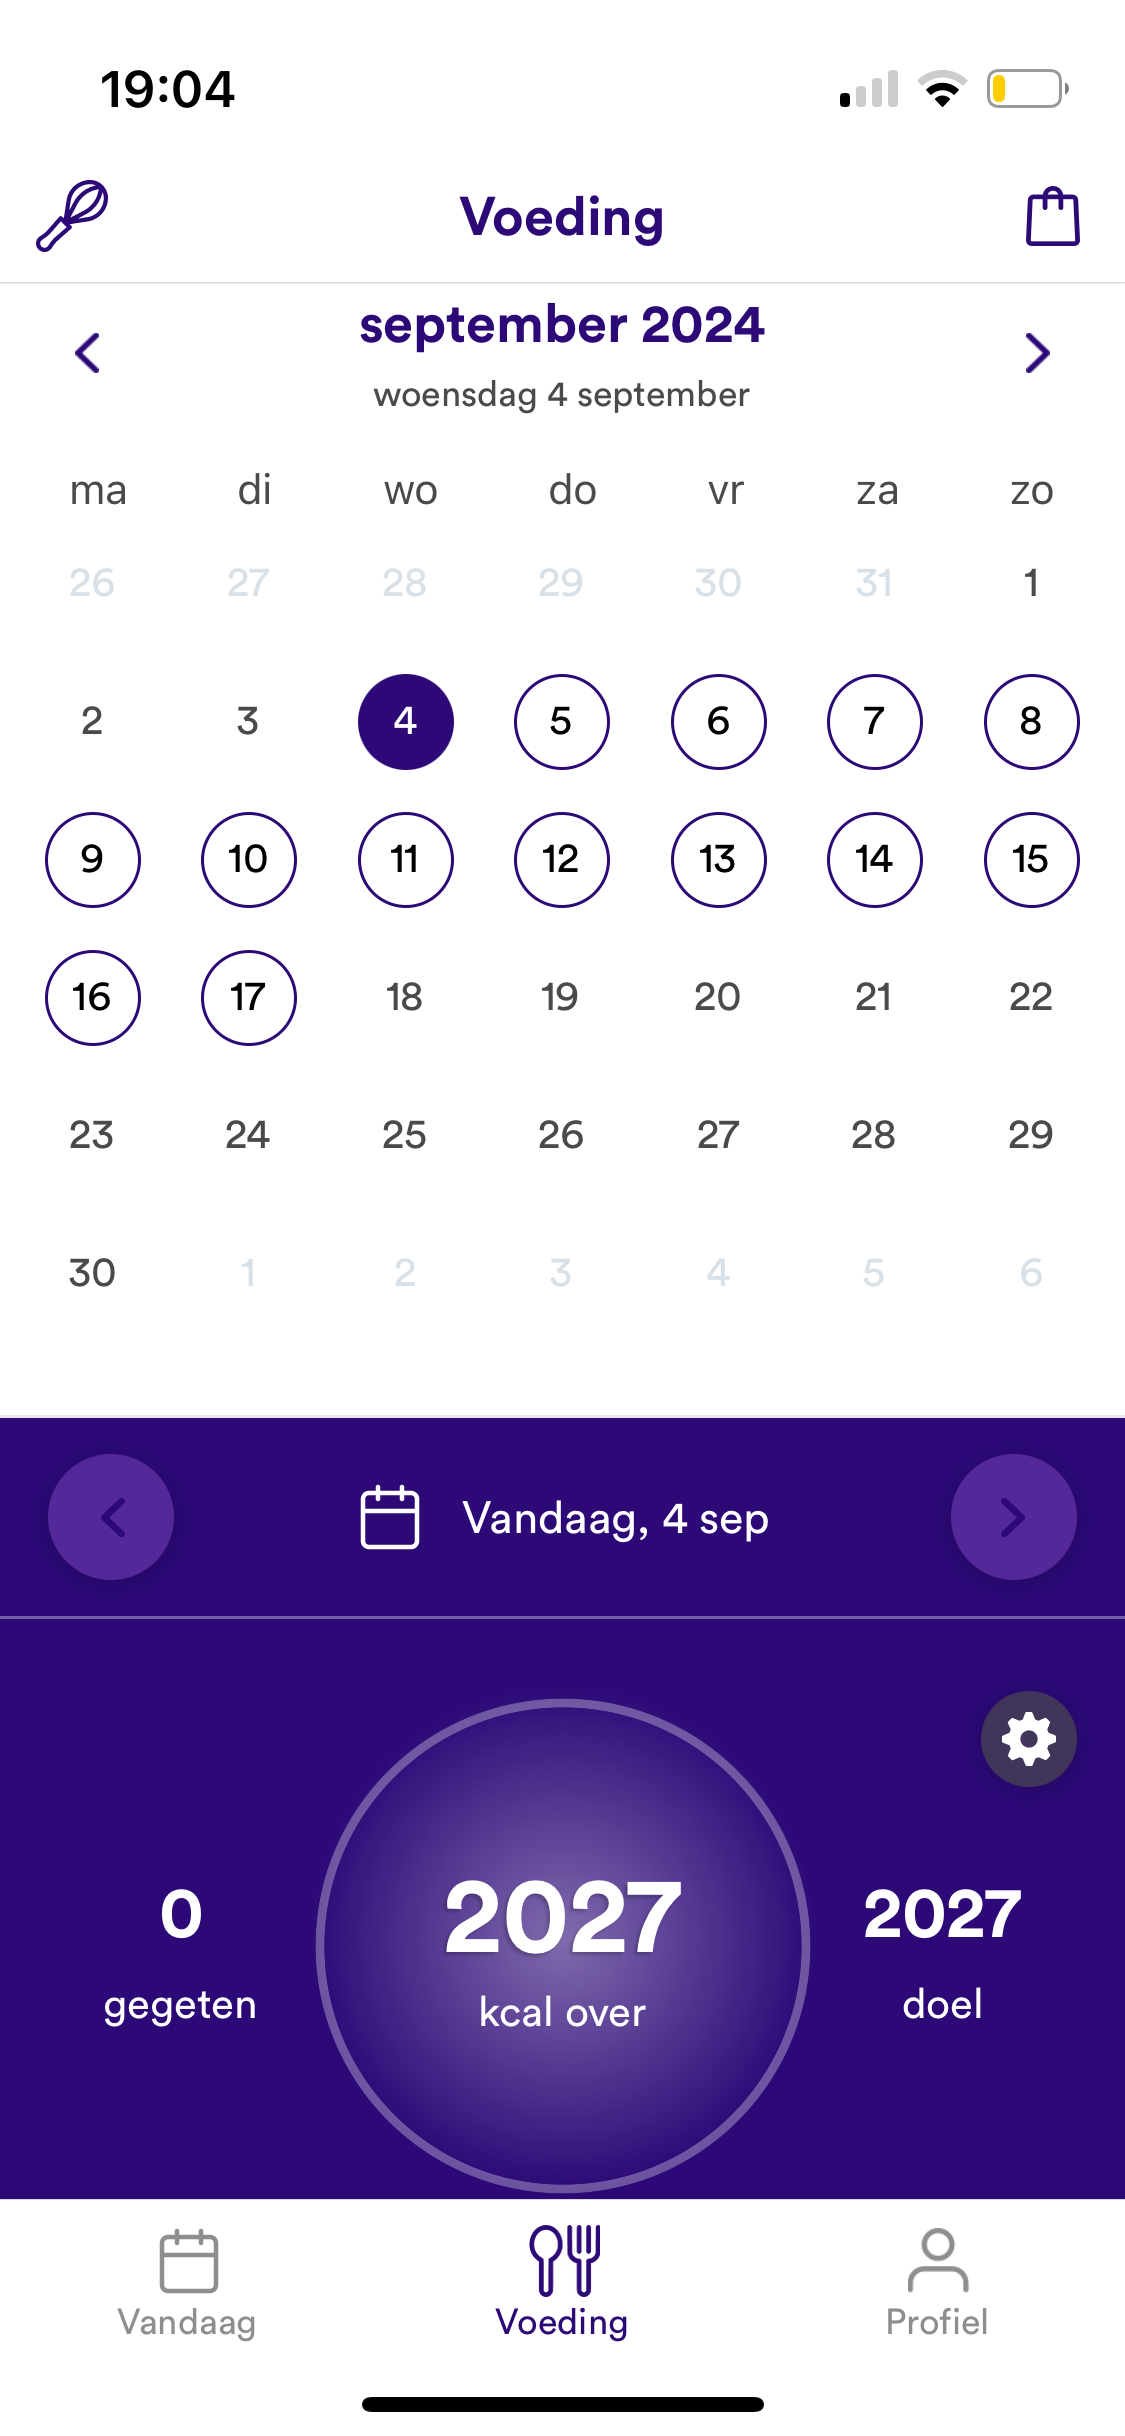 19:04
Voeding
september 2024
woensdag 4 september
ma di wo do vr za zo
26 27 28 29 30 31 1
2 3 4 5 6 7 8
9 10 11 12 13 14 15
16 17 18 19 20 21 22
23 24 25 26 27 28 29
30 1 2 3 4 5 6
Vandaag, 4 sep
0 2027 2027
gegeten kcal over doel
Vandaag Voeding Profiel